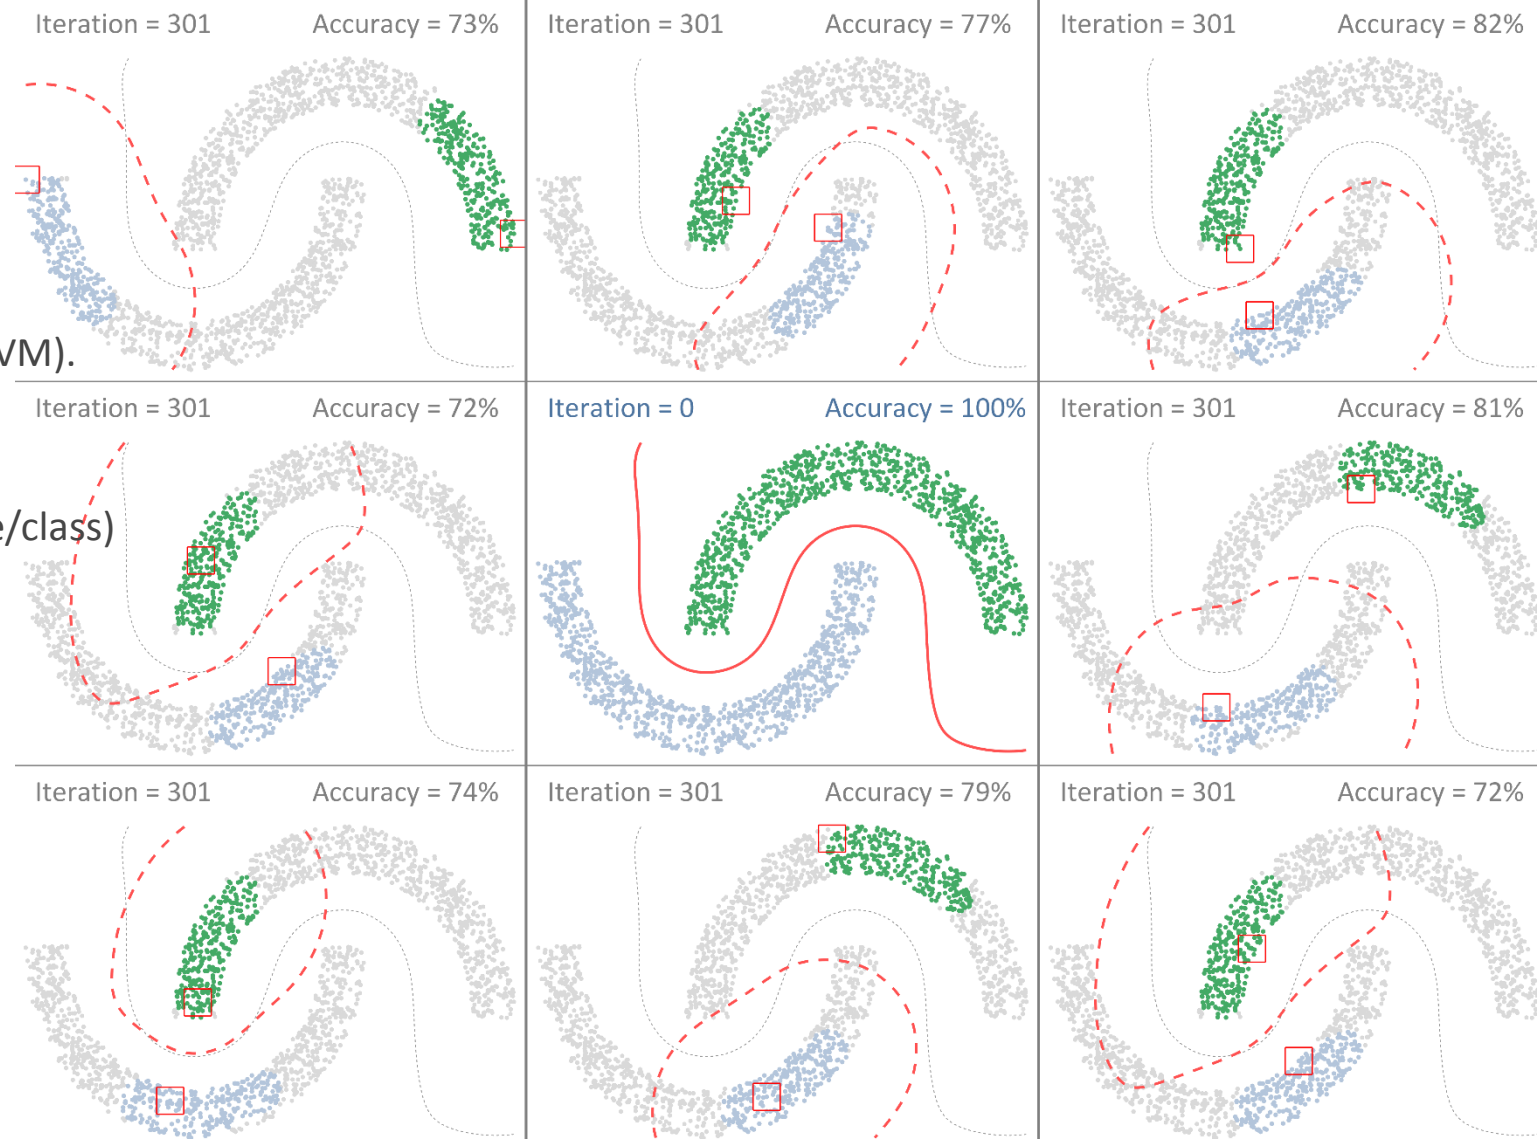 Iteration = 301 Accuracy = 73%
Iteration = 301 Accuracy = 77%
Iteration = 301 Accuracy = 82%
VM).
Iteration = 301 Accuracy = 72%
Iteration = 0 Accuracy = 100%
Iteration = 301 Accuracy = 81%
e/class)
Iteration = 301 Accuracy = 74%
Iteration = 301 Accuracy = 79%
Iteration = 301 Accuracy = 72%